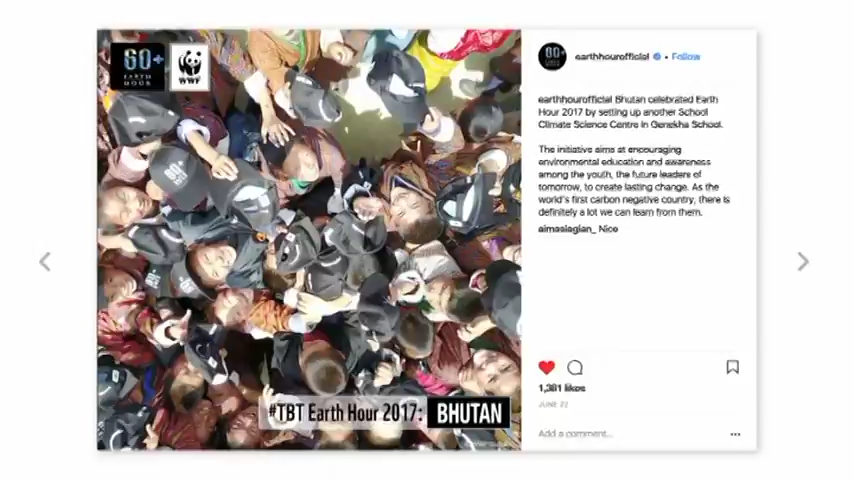 60+
EARTH
HOUR
WWF
60+
#TBT Earth Hour 2017: BHUTAN
60+
earthhourofficial • Follow
earthhourofficial Bhutan celebrated Earth
Hour 2017 by setting up another School
Climate Science Centre in Genekha School.
The initiative aims at encouraging
environmental education and awareness
among the youth, the future leaders of
tomorrow, to create lasting change. As the
world's first carbon negative country, there is
definitely a lot we can learn from them.
aimasiagian_ Nice
1,381 likes
JUNE 22
Add a comment...